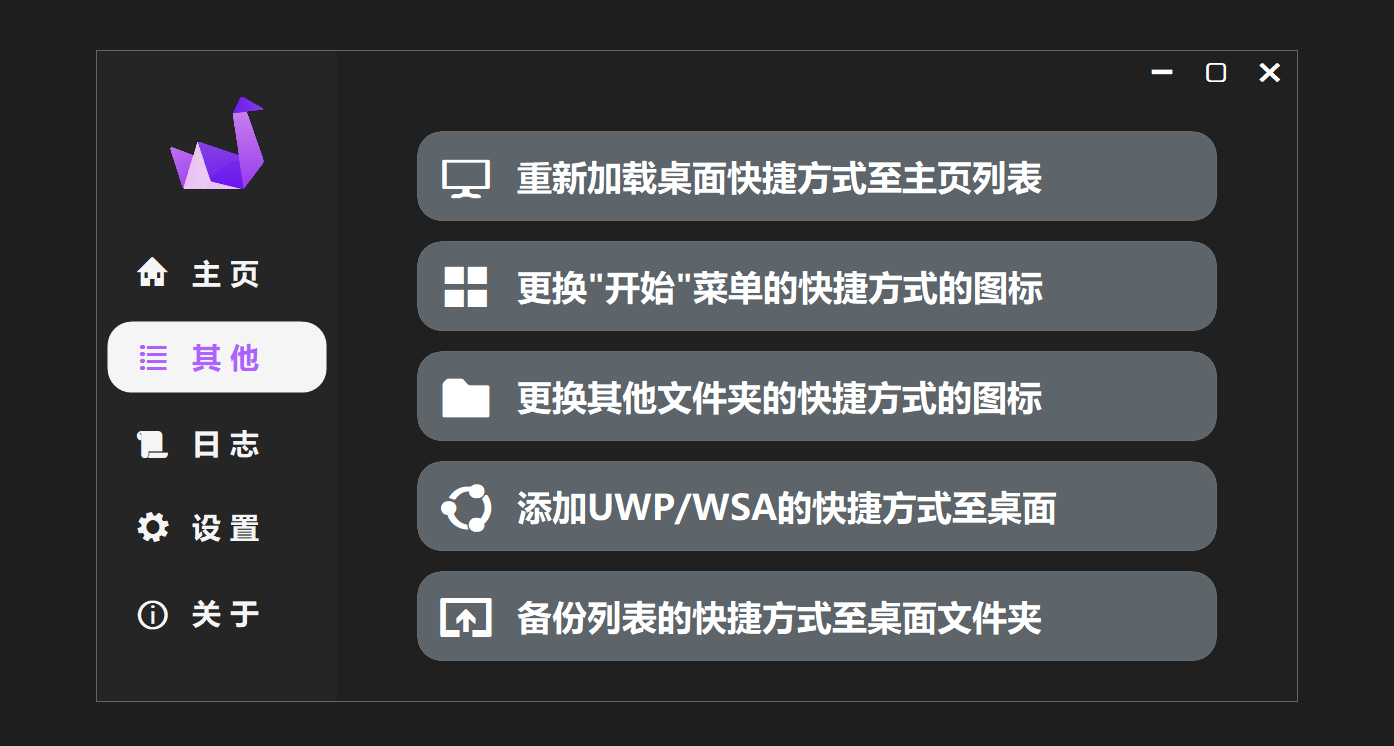 主页
其他
日志
设置
关于
重新加载桌面快捷方式至主页列表
更换"开始"菜单的快捷方式的图标
更换其他文件夹的快捷方式的图标
添加UWP/WSA的快捷方式至桌面
备份列表的快捷方式至桌面文件夹